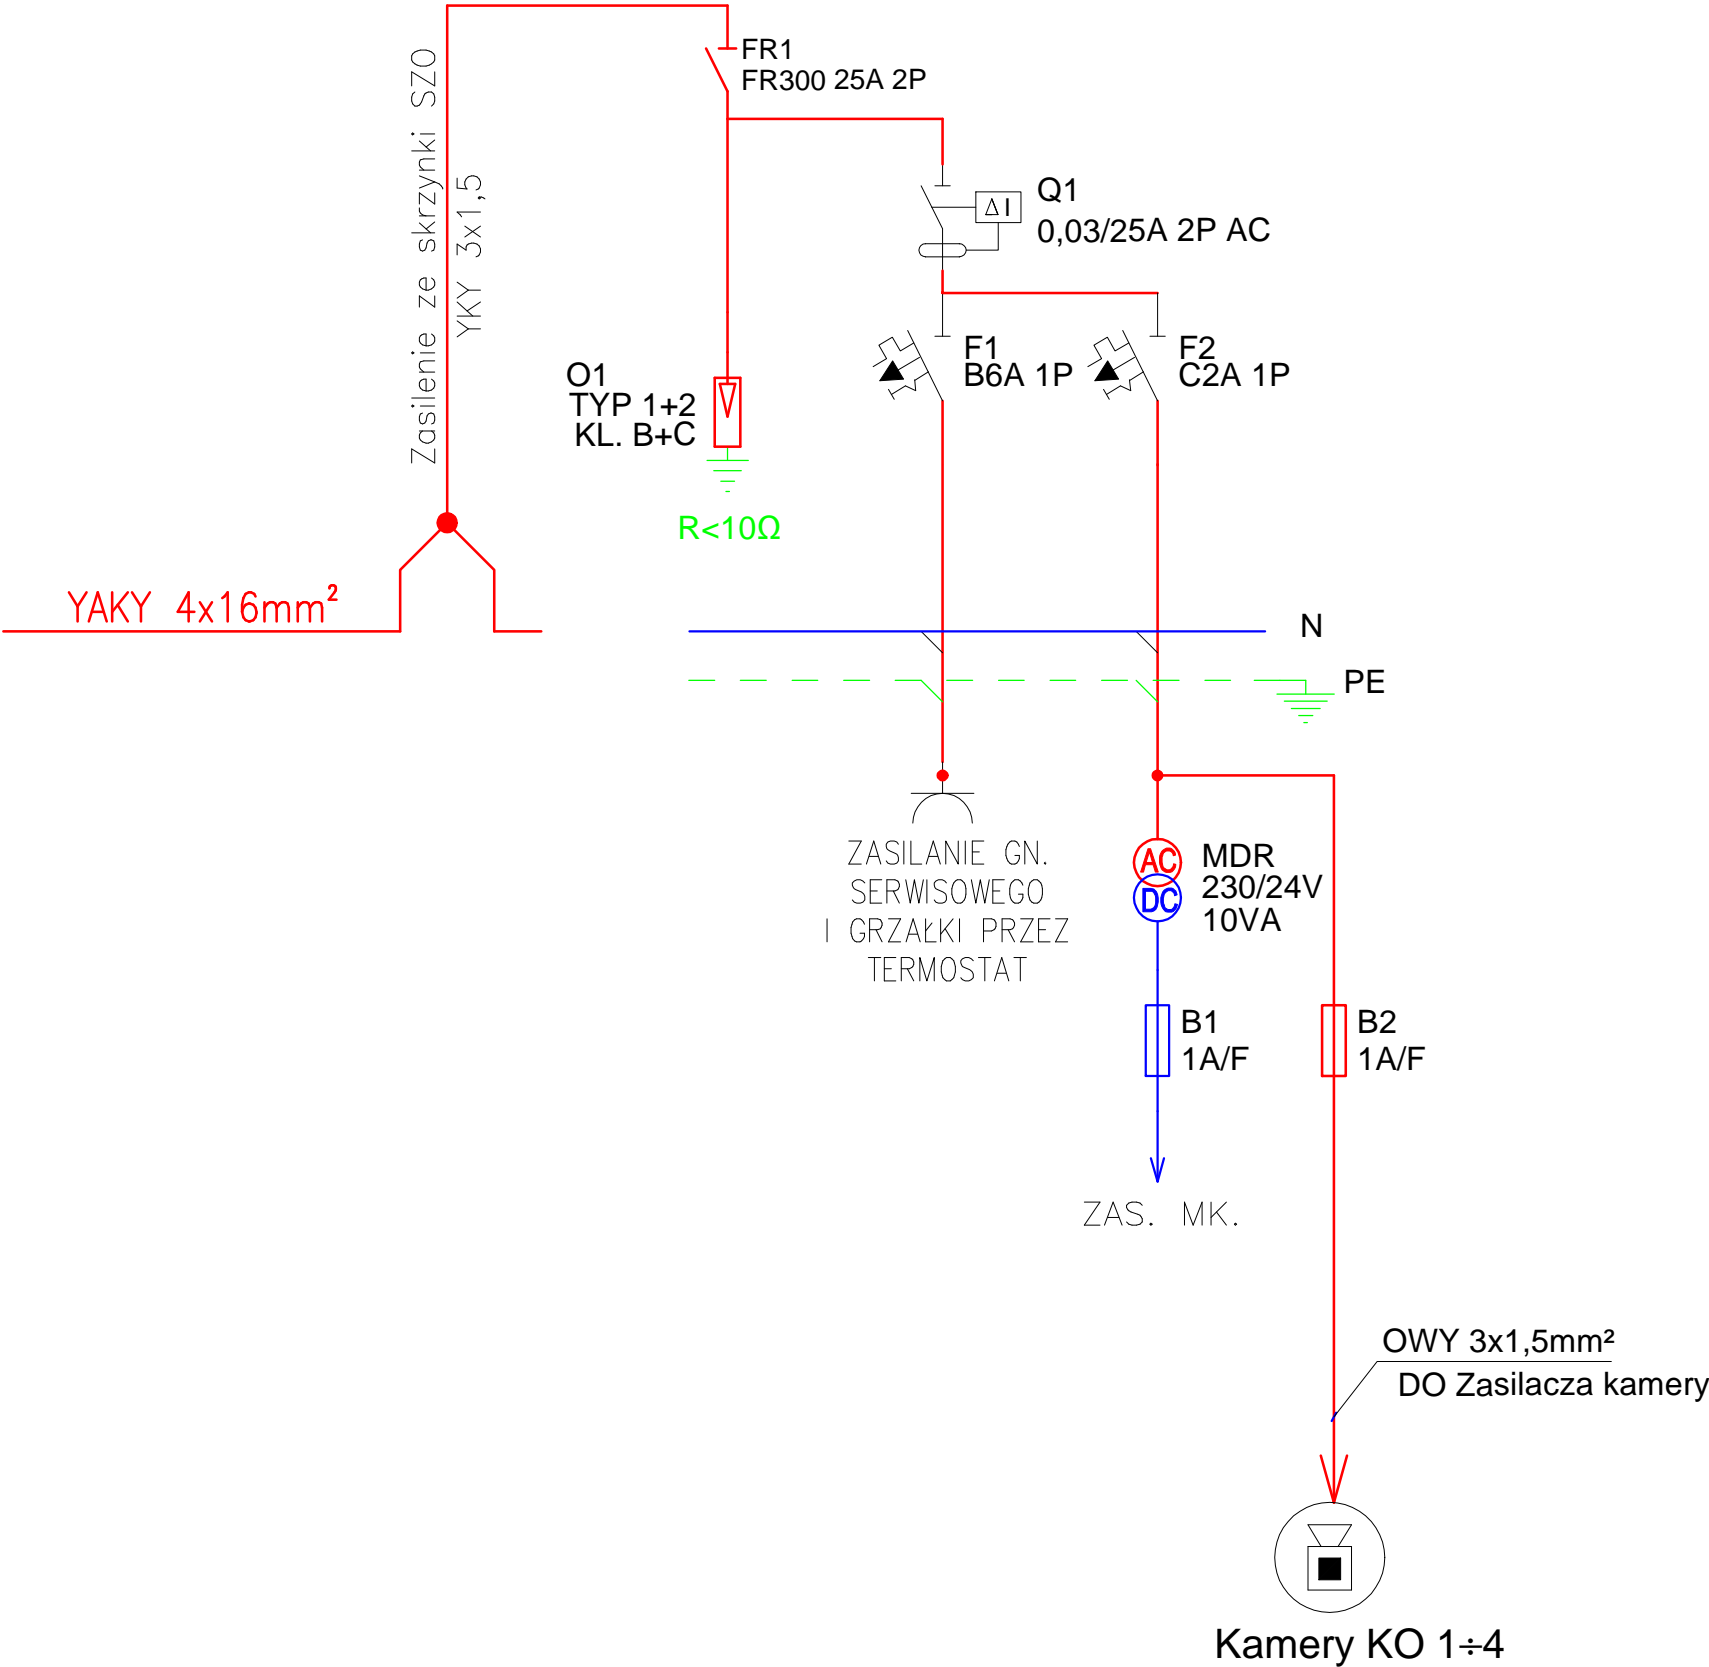 FR1
FR300 25A 2P
Zasilenie ze skrzynki SZO
YKY 3x1,5
Q1
0,03/25A 2P AC
ΔI
F1
B6A 1P
F2
C2A 1P
O1
TYP 1+2
KL. B+C
R<10Ω
YAKY 4x16mm²
N
PE
ZASILANIE GN.
SERWISOWEGO
I GRZAŁKI PRZEZ
TERMOSTAT
AC
DC
MDR
230/24V
10VA
B1
1A/F
B2
1A/F
ZAS. MK.
OWY 3x1,5mm²
DO Zasilacza kamery
Kamery KO 1÷4